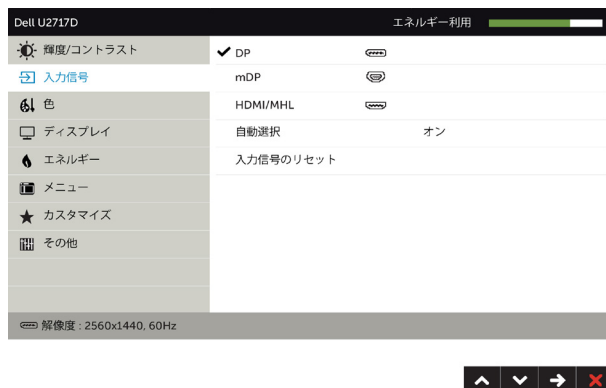 Dell U2717D エネルギー利用
輝度/コントラスト
入力信号
色
ディスプレイ
エネルギー
メニュー
カスタマイズ
その他
DP
mDP
HDMI/MHL
自動選択 オン
入力信号のリセット
解像度 : 2560x1440, 60Hz